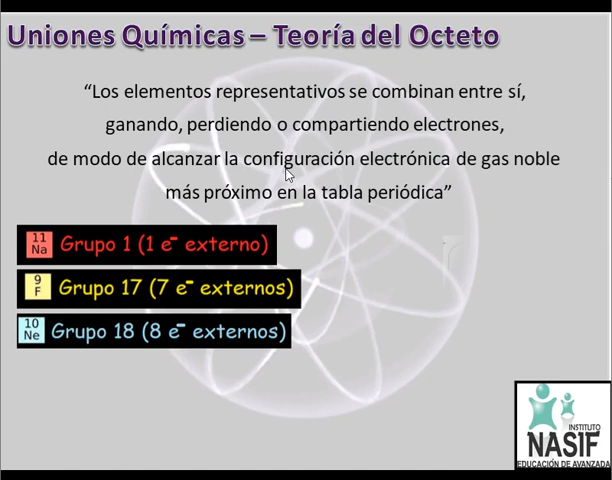 Uniones Químicas – Teoría del Octeto
“Los elementos representativos se combinan entre sí,
ganando, perdiendo o compartiendo electrones,
de modo de alcanzar la configuración electrónica de gas noble
más próximo en la tabla periódica”
11
Na
Grupo 1 (1 e⁻ externo)
9
F
Grupo 17 (7 e⁻ externos)
10
Ne
Grupo 18 (8 e⁻ externos)
INSTITUTO
NASIF
EDUCACIÓN DE AVANZADA